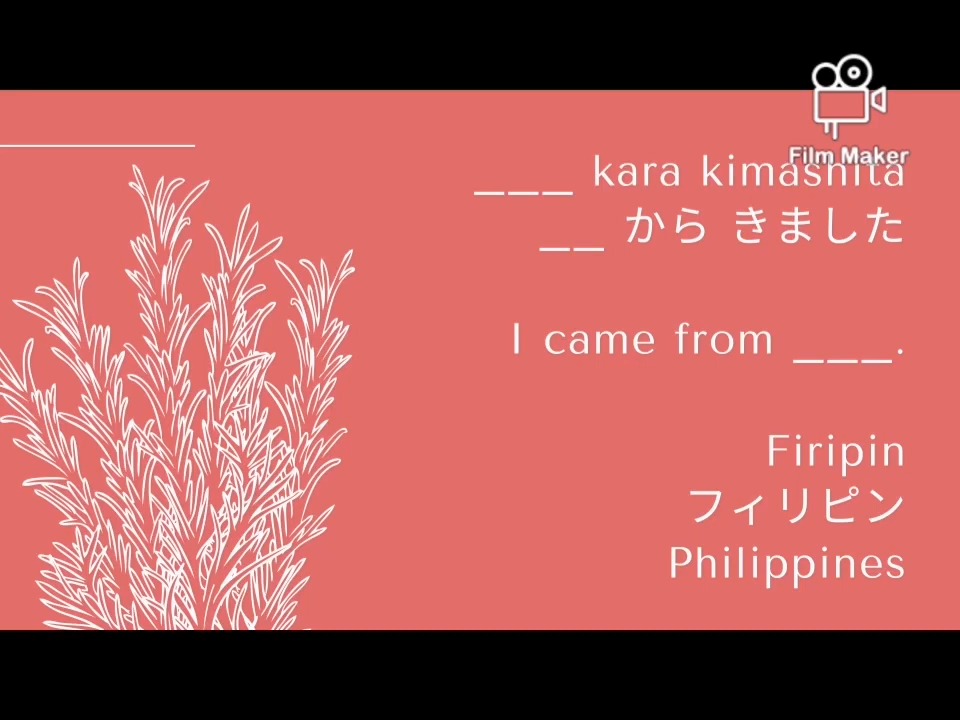 Film Maker
___ kara kimashita
__ から きました
I came from ___.
Firipin
フィリピン
Philippines